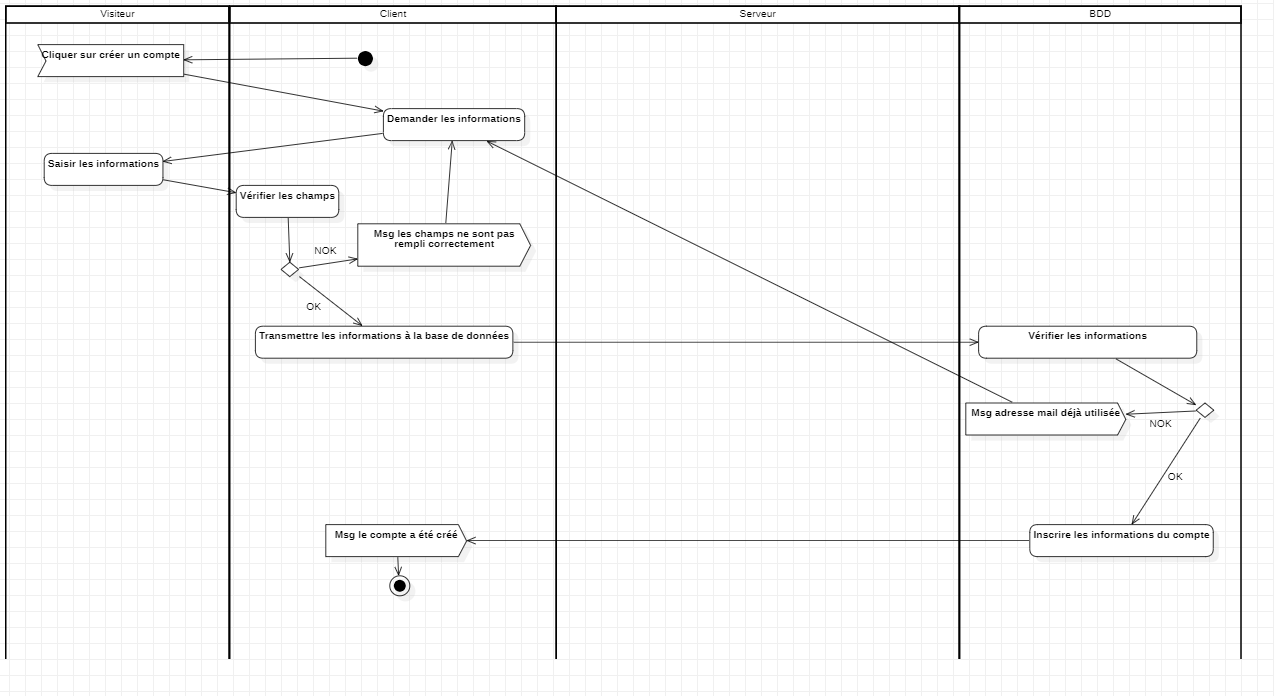 Visiteur
Client
Serveur
BDD
Cliquer sur créer un compte
Demander les informations
Saisir les informations
Vérifier les champs
Msg les champs ne sont pas
rempli correctement
NOK
OK
Transmettre les informations à la base de données
Vérifier les informations
Msg adresse mail déjà utilisée
NOK
OK
Msg le compte a été créé
Inscrire les informations du compte